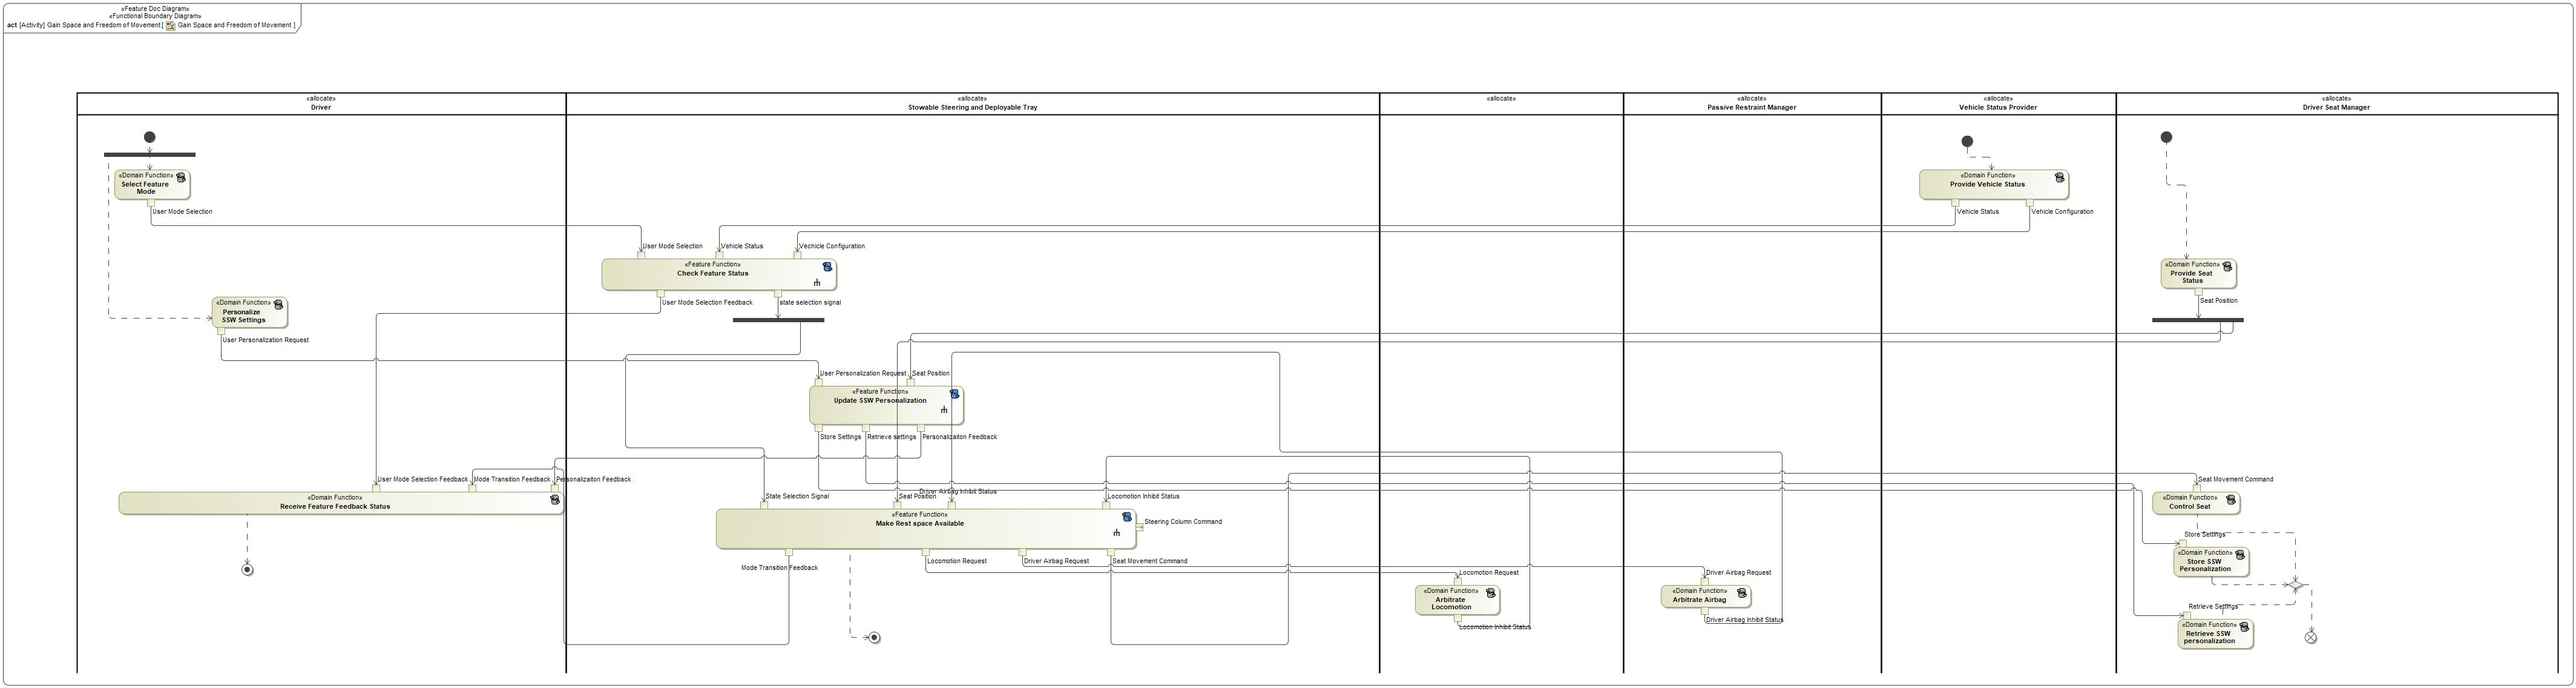 «Feature Doc Diagram»
«Functional Boundary Diagram»
act [Activity] Gain Space and Freedom of Movement [ Gain Space and Freedom of Movement ]
«allocate»
Driver
«allocate»
Stowable Steering and Deployable Tray
«allocate»
«allocate»
Passive Restraint Manager
«allocate»
Vehicle Status Provider
«allocate»
Driver Seat Manager
«Domain Function»
Select Feature
Mode
User Mode Selection
«Domain Function»
Provide Vehicle Status
Vehicle Status
Vehicle Configuration
User Mode Selection
Vehicle Status
Vechicle Configuration
«Feature Function»
Check Feature Status
User Mode Selection Feedback
state selection signal
«Domain Function»
Provide Seat
Status
Seat Position
«Domain Function»
Personalize
SSW Settings
User Personalization Request
User Personalization Request
Seat Position
«Feature Function»
Update SSW Personalization
Store Settings
Retrieve settings
Personalizaiton Feedback
User Mode Selection Feedback
Mode Transition Feedback
Personalizaiton Feedback
«Domain Function»
Receive Feature Feedback Status
State Selection Signal
Seat Position
Driver Airbag Inhibit Status
Locomotion Inhibit Status
«Feature Function»
Make Rest space Available
Steering Column Command
Mode Transition Feedback
Locomotion Request
Driver Airbag Request
Seat Movement Command
Locomotion Request
«Domain Function»
Arbitrate
Locomotion
Locomotion Inhibit Status
Driver Airbag Request
«Domain Function»
Arbitrate Airbag
Driver Airbag Inhibit Status
Seat Movement Command
«Domain Function»
Control Seat
Store Settings
«Domain Function»
Store SSW
Personalization
Retrieve Settings
«Domain Function»
Retrieve SSW
personalization